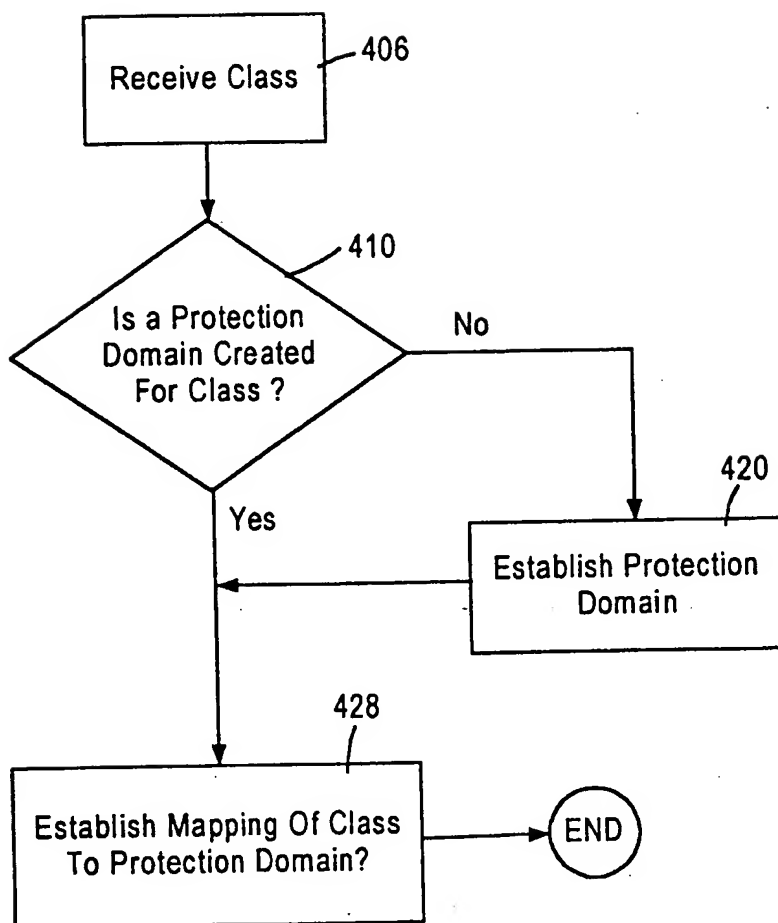 Receive Class
406
410
Is a Protection
Domain Created
For Class ?
No
Yes
420
Establish Protection
Domain
428
Establish Mapping Of Class
To Protection Domain?
END